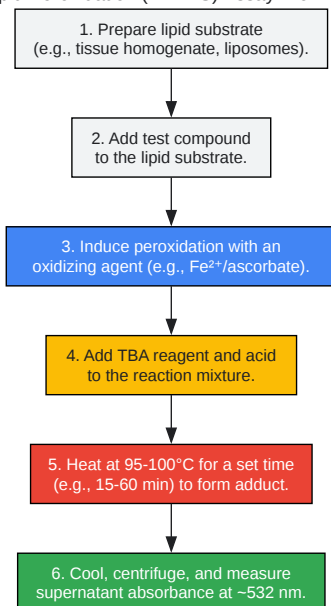 1. Prepare lipid substrate
(e.g., tissue homogenate, liposomes).
2. Add test compound
to the lipid substrate.
3. Induce peroxidation with an
oxidizing agent (e.g., Fe²⁺/ascorbate).
4. Add TBA reagent and acid
to the reaction mixture.
5. Heat at 95-100°C for a set time
(e.g., 15-60 min) to form adduct.
6. Cool, centrifuge, and measure
supernatant absorbance at ~532 nm.